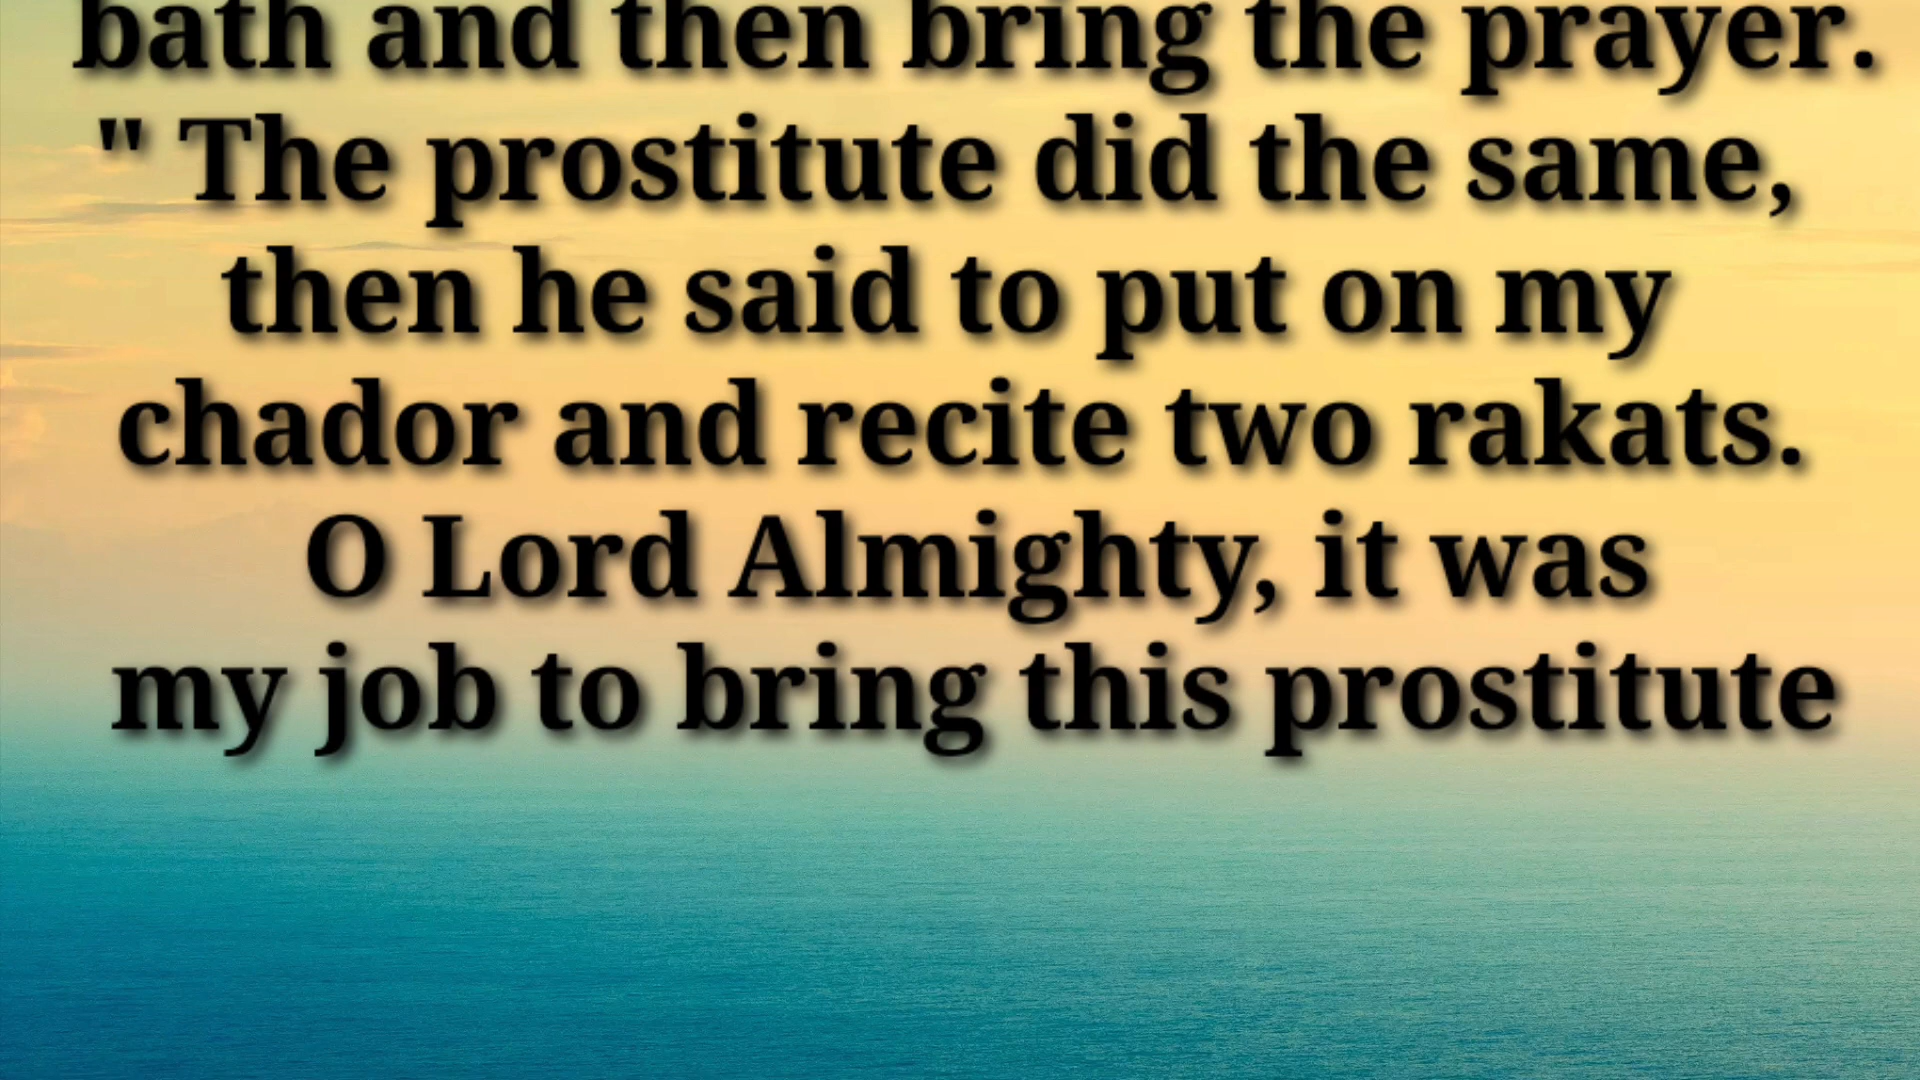 bath and then bring the prayer.
" The prostitute did the same,
then he said to put on my
chador and recite two rakats.
O Lord Almighty, it was
my job to bring this prostitute